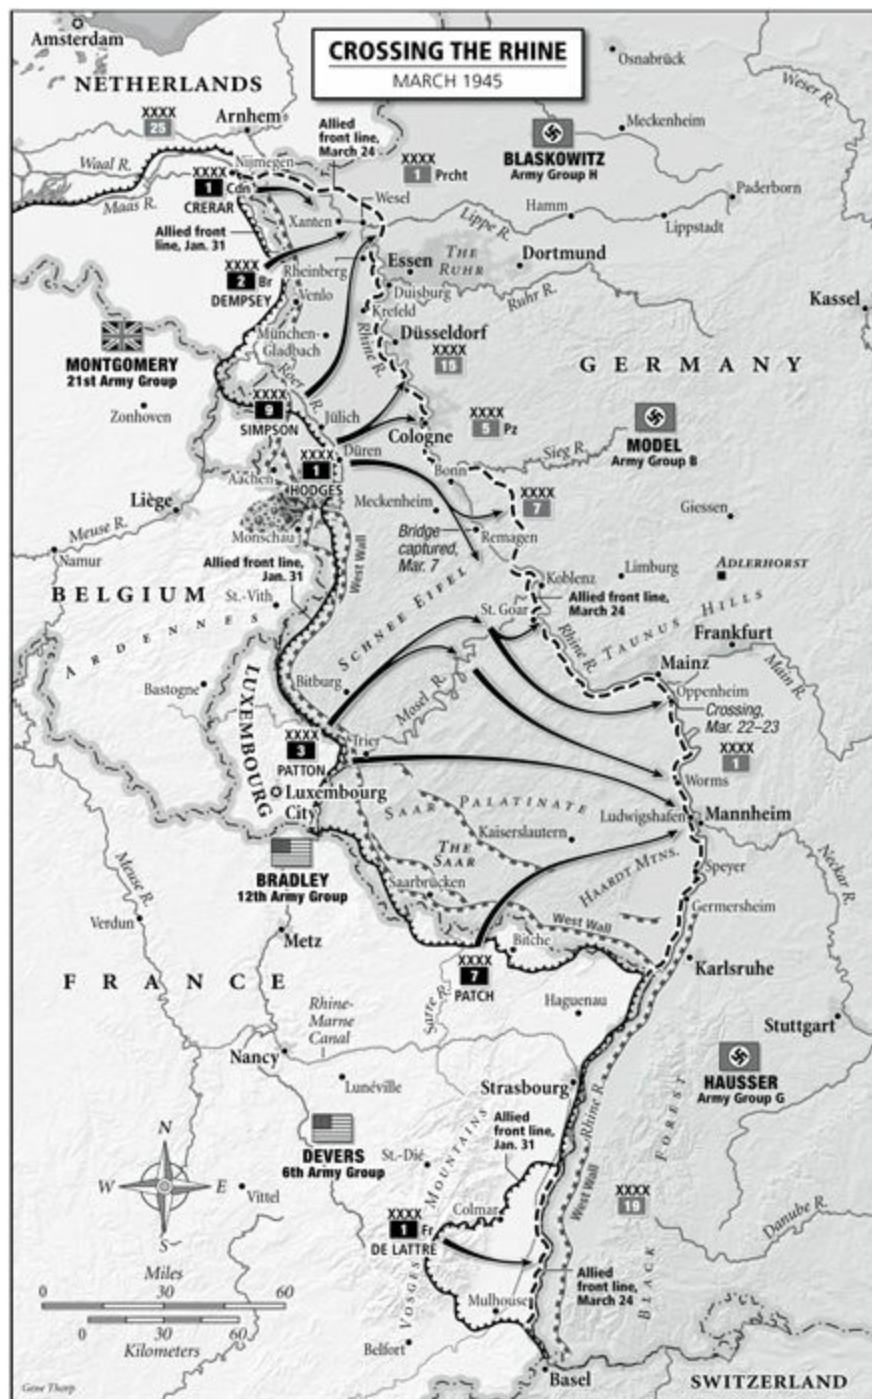 CROSSING THE RHINE
MARCH 1945
Amsterdam
NETHERLANDS
XXXX
25
Arnhem
Allied
front line,
March 24
Osnabrück
Weser R.
Meckenheim
BLASKOWITZ
Army Group H
Waal R.
Nijmegen
XXXX
1 Prcht
Paderborn
Maas R.
XXXX
1 Cdn
CRERAR
Wesel
Xanten
Lippe R.
Hamm
Lippstadt
Allied front
line, Jan. 31
XXXX
2 Br
DEMPSEY
Rheinberg
Essen
THE
RUHR
Dortmund
Venlo
Duisburg
Ruhr R.
Kassel
Krefeld
München-
Gladbach
Rhine R.
Düsseldorf
MONTGOMERY
21st Army Group
XXXX
15
GERMANY
Roer R.
Zonhoven
XXXX
9
SIMPSON
Jülich
Cologne
XXXX
5 Pz
MODEL
Army Group B
XXXX
1
HODGES
Düren
Sieg R.
Aachen
Bonn
Liège
Meckenheim
XXXX
7
Giessen
Meuse R.
Monschau
Bridge
captured,
Mar. 7
Remagen
Namur
Allied front line,
Jan. 31
West Wall
Koblenz
Limburg
ADLERHORST
BELGIUM
St.-Vith
SCHNEE EIFEL
St. Goar
Allied front line,
March 24
ARDENNES
Rhine R.
TAUNUS HILLS
Frankfurt
Mainz
Main R.
Bastogne
LUXEMBOURG
Bitburg
Mosel R.
Oppenheim
Crossing,
Mar. 22–23
XXXX
3
PATTON
Trier
XXXX
1
Worms
Luxembourg
City
SAAR PALATINATE
Kaiserslautern
Ludwigshafen
Mannheim
THE
SAAR
HAARDT MTNS.
Speyer
Neckar R.
BRADLEY
12th Army Group
Saarbrücken
Meuse R.
Germersheim
Verdun
Metz
West Wall
Bitche
FRANCE
XXXX
7
PATCH
Karlsruhe
Sarre R.
Haguenau
Rhine-
Marne
Canal
Stuttgart
Nancy
Lunéville
Strasbourg
Rhine R.
HAUSSER
Army Group G
DEVERS
6th Army Group
Allied
front line,
Jan. 31
BLACK FOREST
St.-Dié
VOSGES MOUNTAINS
N
W
E
S
Vittel
West Wall
XXXX
19
Colmar
XXXX
1 Fr
DE LATTRE
Danube R.
Miles
0
30
60
0
30
60
Kilometers
Allied
front line,
March 24
Mulhouse
Belfort
Basel
SWITZERLAND
Gene Thorp